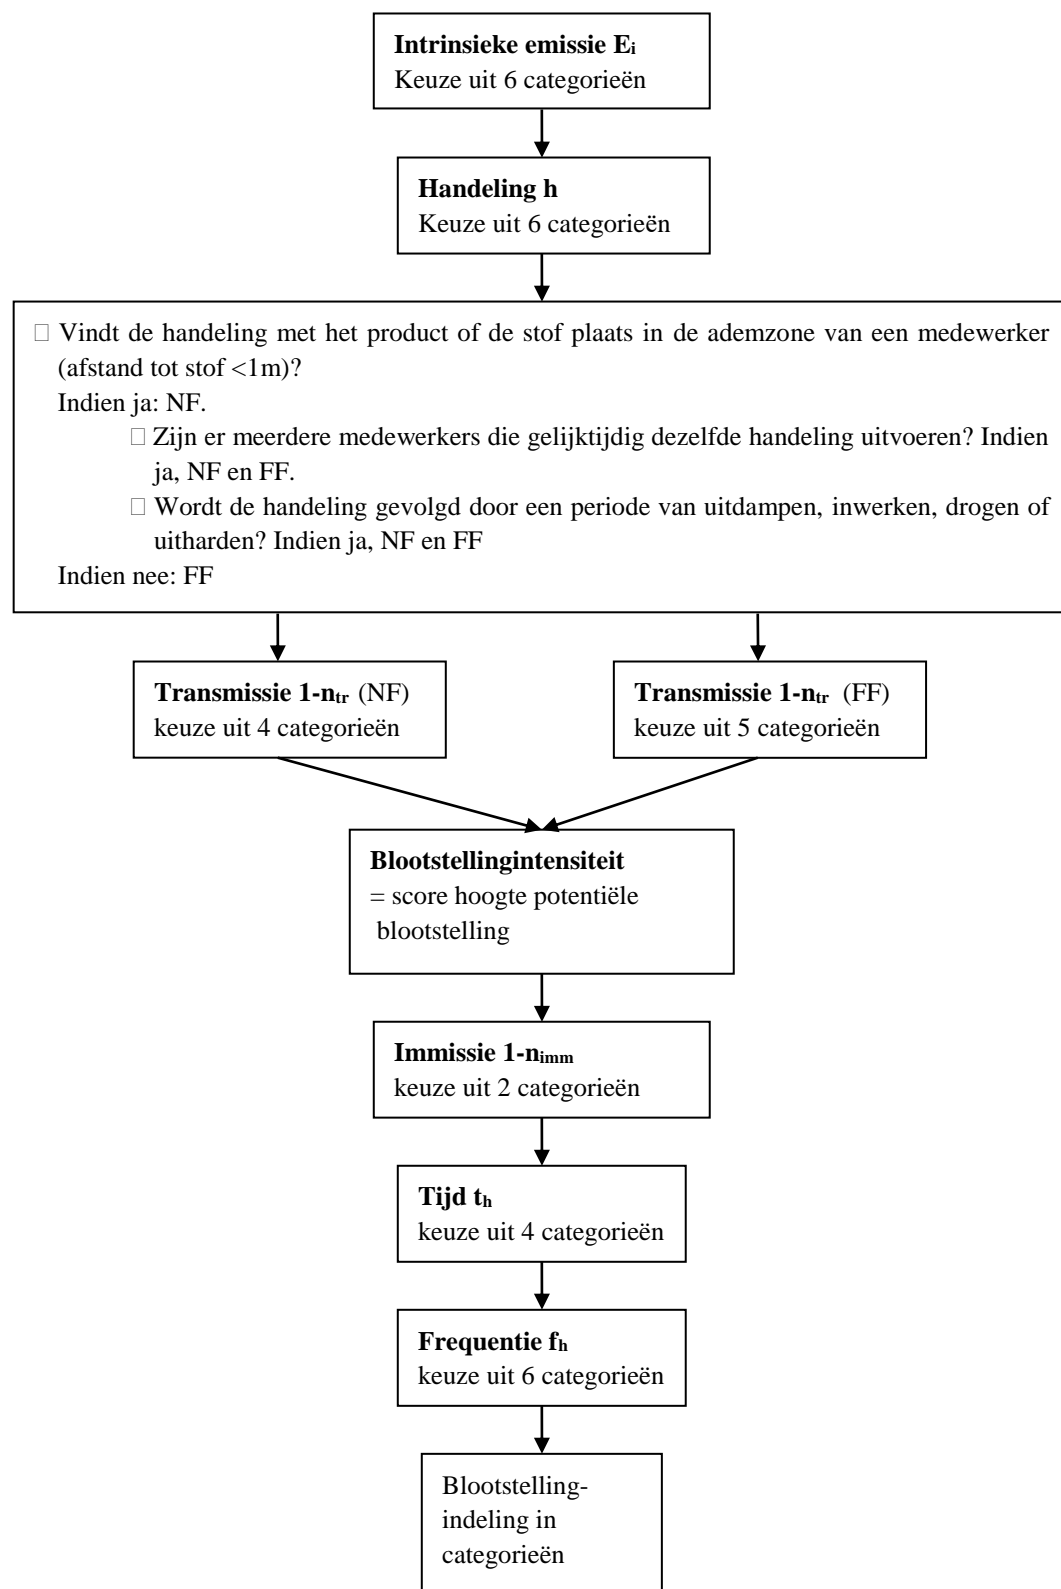 Intrinsieke emissie Ei
Keuze uit 6 categorieën
Handeling h
Keuze uit 6 categorieën
□ Vindt de handeling met het product of de stof plaats in de ademzone van een medewerker
(afstand tot stof <1m)?
Indien ja: NF.
□ Zijn er meerdere medewerkers die gelijktijdig dezelfde handeling uitvoeren? Indien
ja, NF en FF.
□ Wordt de handeling gevolgd door een periode van uitdampen, inwerken, drogen of
uitharden? Indien ja, NF en FF
Indien nee: FF
Transmissie 1-ntr (NF)
keuze uit 4 categorieën
Transmissie 1-ntr (FF)
keuze uit 5 categorieën
Blootstellingintensiteit
= score hoogte potentiële
blootstelling
Immissie 1-nimm
keuze uit 2 categorieën
Tijd th
keuze uit 4 categorieën
Frequentie fh
keuze uit 6 categorieën
Blootstelling-
indeling in
categorieën